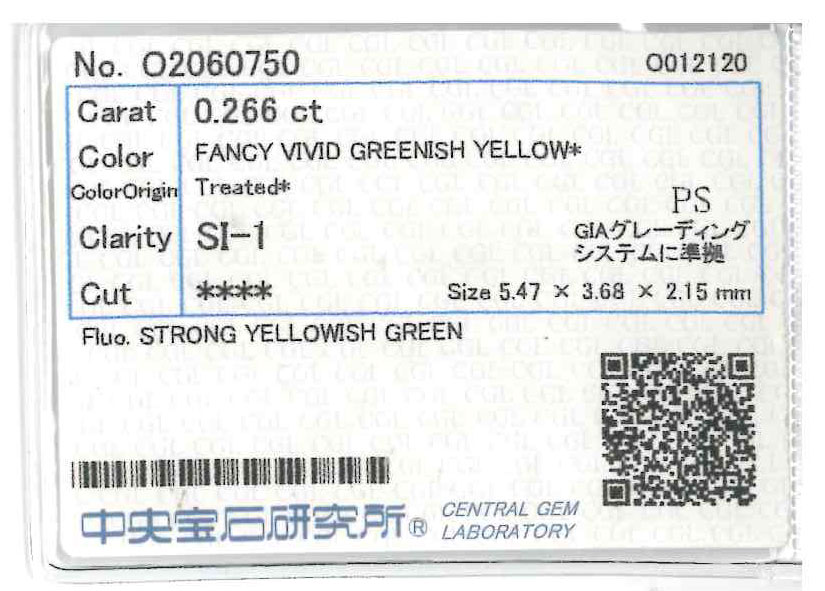 No. O2060750
O012120
Carat 0.266 ct
Color FANCY VIVID GREENISH YELLOW*
ColorOrigin Treated*
PS
Clarity SI-1
GIAグレーディング
システムに準拠
Cut ****
Size 5.47 × 3.68 × 2.15 mm
Fluo. STRONG YELLOWISH GREEN
中央宝石研究所®
CENTRAL GEM
LABORATORY